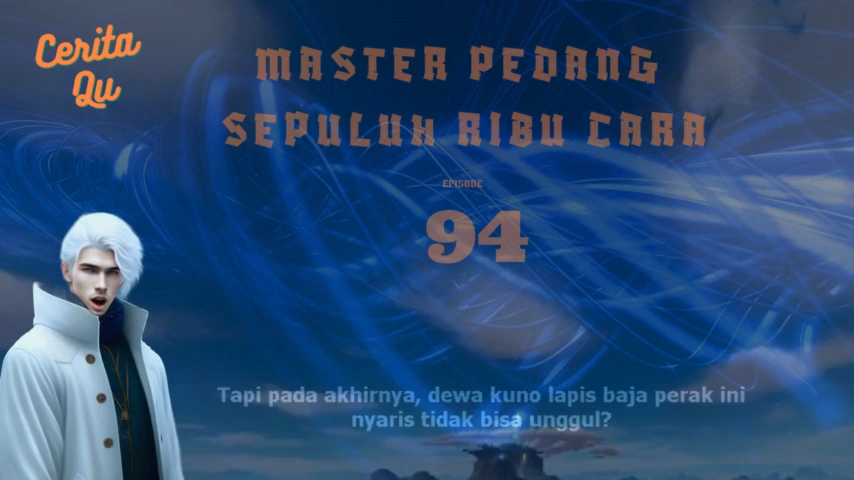 Cerita
Qu
MASTER PEDANG
SEPULUH RIBU CARA
EPISODE
94
Tapi pada akhirnya, dewa kuno lapis baja perak ini
nyaris tidak bisa unggul?